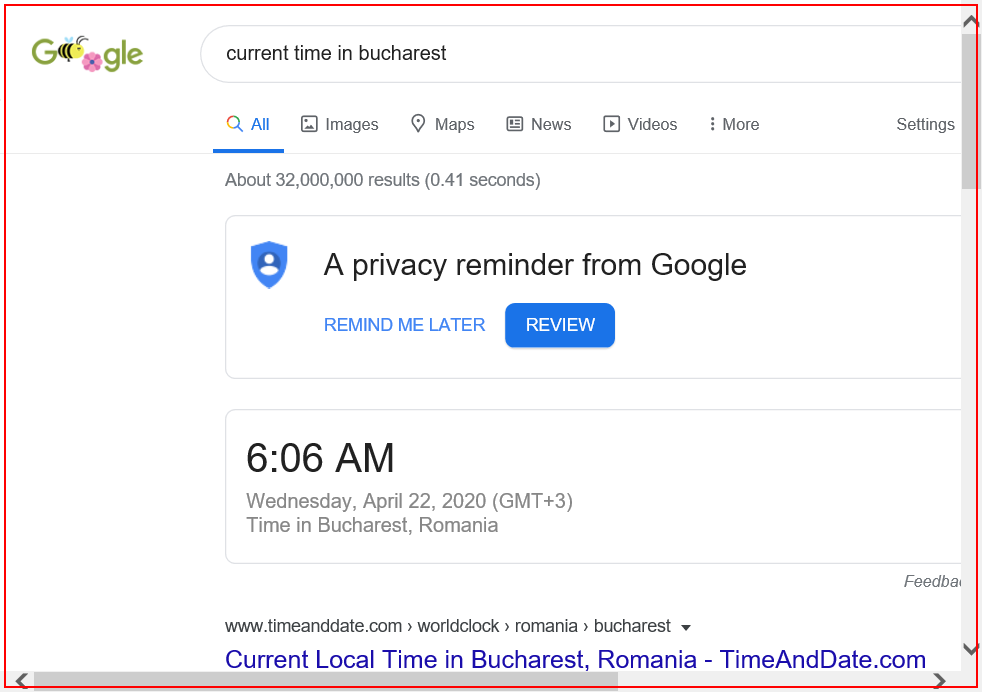 Google
current time in bucharest
All Images Maps News Videos More Settings
About 32,000,000 results (0.41 seconds)
A privacy reminder from Google
REMIND ME LATER REVIEW
6:06 AM
Wednesday, April 22, 2020 (GMT+3)
Time in Bucharest, Romania
www.timeanddate.com › worldclock › romania › bucharest
Current Local Time in Bucharest, Romania - TimeAndDate.com